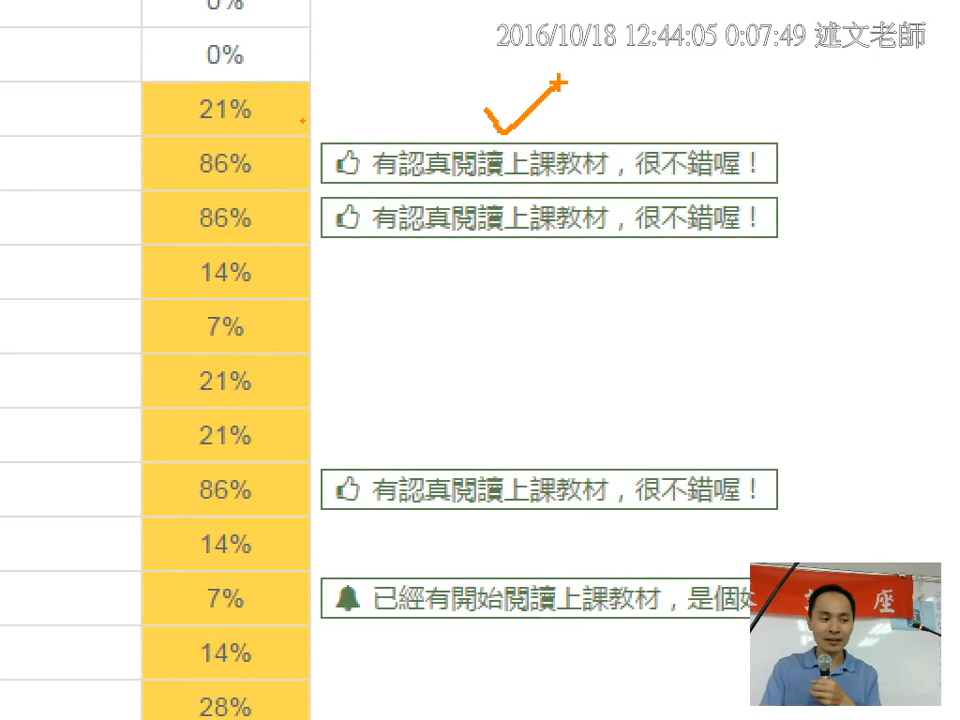 0%
2016/10/18 12:44:05 0:07:49 述文老師
0%
21%
86% 有認真閱讀上課教材，很不錯喔！
86% 有認真閱讀上課教材，很不錯喔！
14%
7%
21%
21%
86% 有認真閱讀上課教材，很不錯喔！
14%
7% 已經有開始閱讀上課教材，是個
座
14%
28%